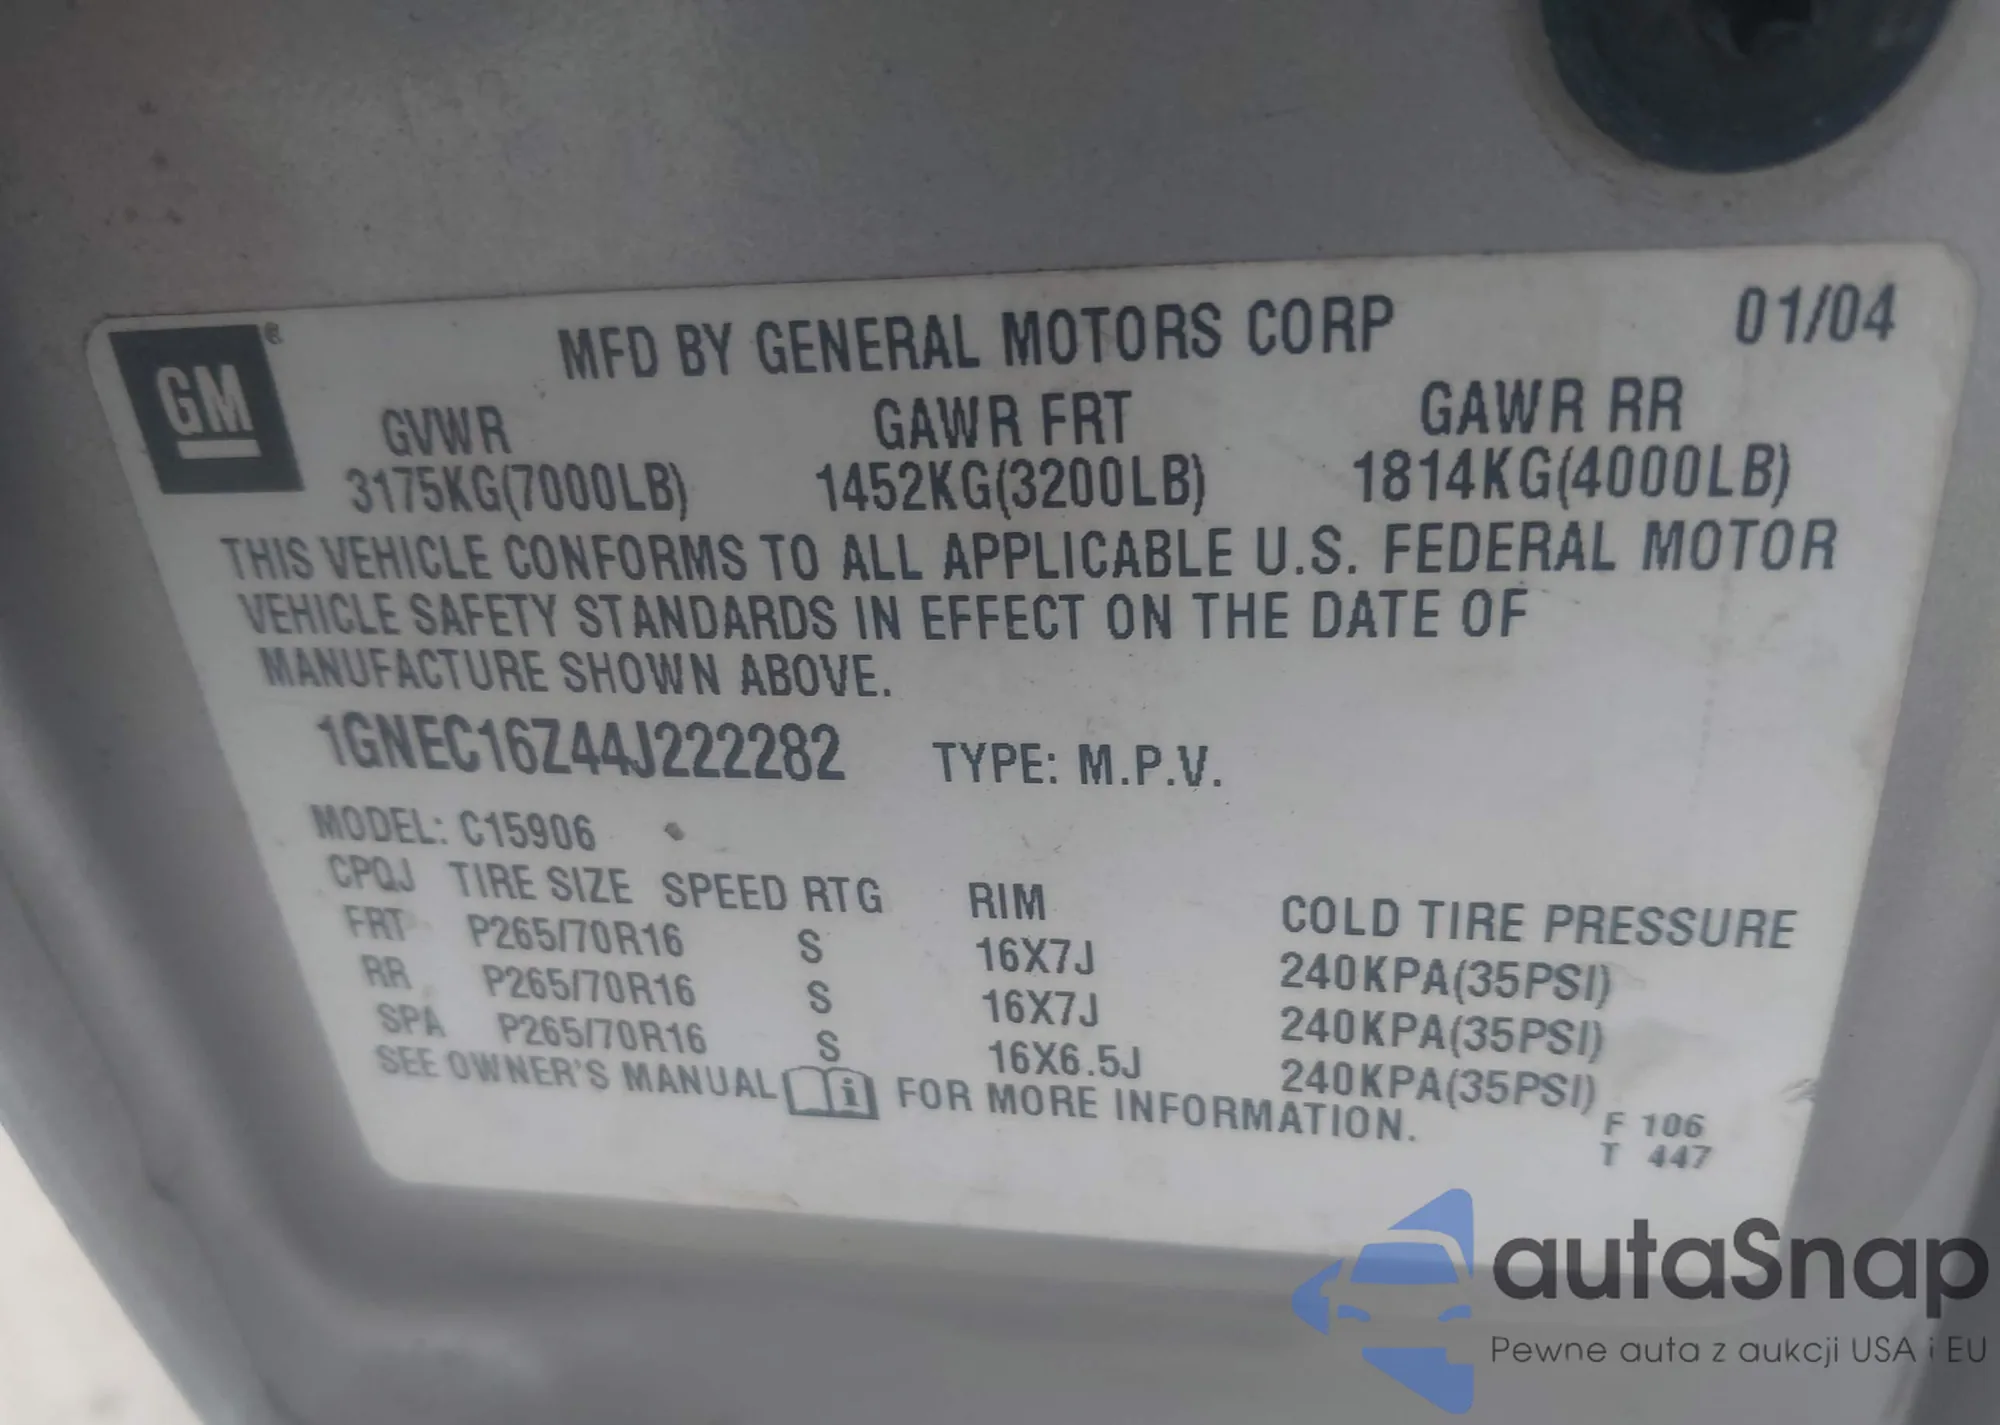 GM®
MFD BY GENERAL MOTORS CORP 01/04
GVWR GAWR FRT GAWR RR
3175KG(7000LB) 1452KG(3200LB) 1814KG(4000LB)
THIS VEHICLE CONFORMS TO ALL APPLICABLE U.S. FEDERAL MOTOR
VEHICLE SAFETY STANDARDS IN EFFECT ON THE DATE OF
MANUFACTURE SHOWN ABOVE.
1GNEC16Z44J222282 TYPE: M.P.V.
MODEL: C15906
CPQJ TIRE SIZE SPEED RTG RIM COLD TIRE PRESSURE
FRT P265/70R16 S 16X7J 240KPA(35PSI)
RR P265/70R16 S 16X7J 240KPA(35PSI)
SPA P265/70R16 S 16X6.5J 240KPA(35PSI)
SEE OWNER'S MANUAL i FOR MORE INFORMATION.
F 106
T 447
autaSnap
Pewne auta z aukcji USA i EU